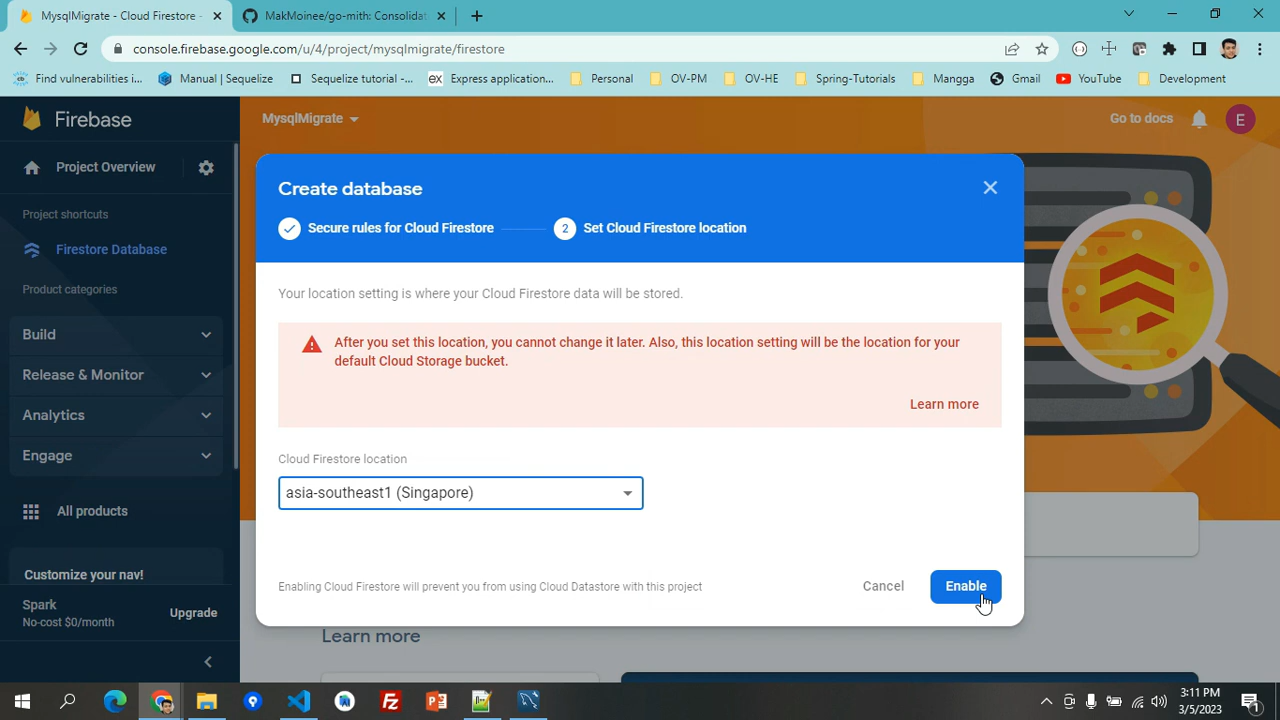 MysqlMigrate - Cloud Firestore -
MakMoinee/go-mith: Consolidat
console.firebase.google.com/u/4/project/mysqlmigrate/firestore
Find vulnerabilities i...
Manual | Sequelize
Sequelize tutorial -...
ex
Express application...
Personal
OV-PM
OV-HE
Spring-Tutorials
Mangga
Gmail
YouTube
Development
Firebase
MysqlMigrate
Go to docs
E
Project Overview
Project shortcuts
Firestore Database
Product categories
Build
Release & Monitor
Analytics
Engage
All products
Customize your nav!
Spark
No-cost $0/month
Upgrade
Create database
Secure rules for Cloud Firestore
2
Set Cloud Firestore location
Your location setting is where your Cloud Firestore data will be stored.
After you set this location, you cannot change it later. Also, this location setting will be the location for your
default Cloud Storage bucket.
Learn more
Cloud Firestore location
asia-southeast1 (Singapore)
Enabling Cloud Firestore will prevent you from using Cloud Datastore with this project
Cancel
Enable
Learn more
3:11 PM
3/5/2023
1